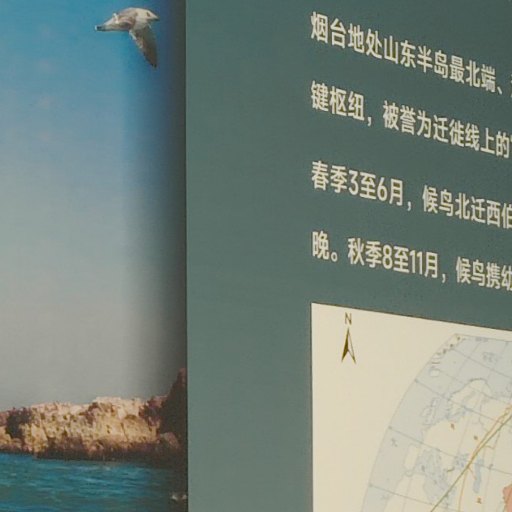 烟台地处山东半岛最北端、
键枢纽，被誉为迁徙线上的“
春季3至6月，候鸟北迁西伯
晚。秋季8至11月，候鸟携幼
N